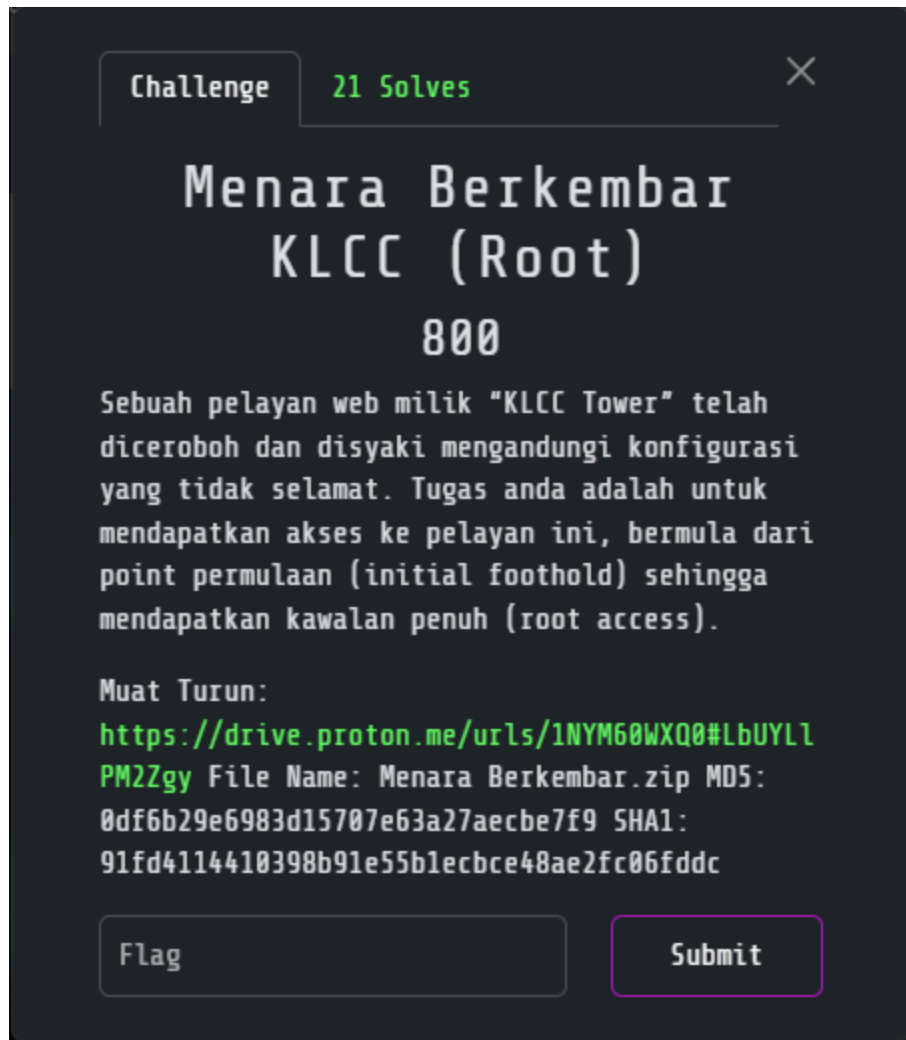 Challenge
21 Solves
Menara Berkembar
KLCC (Root)
800
Sebuah pelayan web milik “KLCC Tower” telah
diceroboh dan disyaki mengandungi konfigurasi
yang tidak selamat. Tugas anda adalah untuk
mendapatkan akses ke pelayan ini, bermula dari
point permulaan (initial foothold) sehingga
mendapatkan kawalan penuh (root access).
Muat Turun:
https://drive.proton.me/urls/1NYM60WXQ0#LbUYLl
PM2Zgy File Name: Menara Berkembar.zip MD5:
0df6b29e6983d15707e63a27aecbe7f9 SHA1:
91fd4114410398b91e55b1ecbce48ae2fc06fddc
Flag
Submit